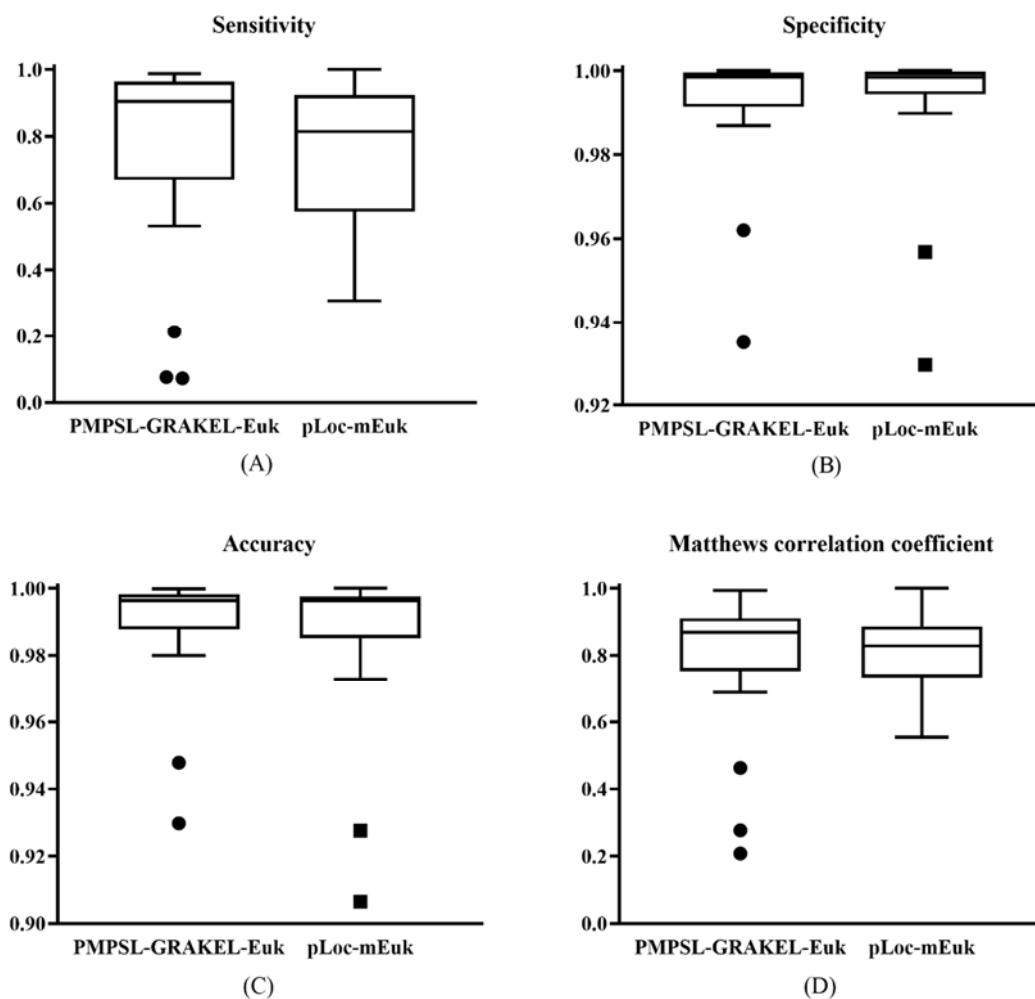 Sensitivity
1.0
0.8
0.6
0.4
0.2
0.0
PMPSL-GRAKEL-Euk pLoc-mEuk
(A)
Specificity
1.00
0.98
0.96
0.94
0.92
PMPSL-GRAKEL-Euk pLoc-mEuk
(B)
Accuracy
1.00
0.98
0.96
0.94
0.92
0.90
PMPSL-GRAKEL-Euk pLoc-mEuk
(C)
Matthews correlation coefficient
1.0
0.8
0.6
0.4
0.2
0.0
PMPSL-GRAKEL-Euk pLoc-mEuk
(D)